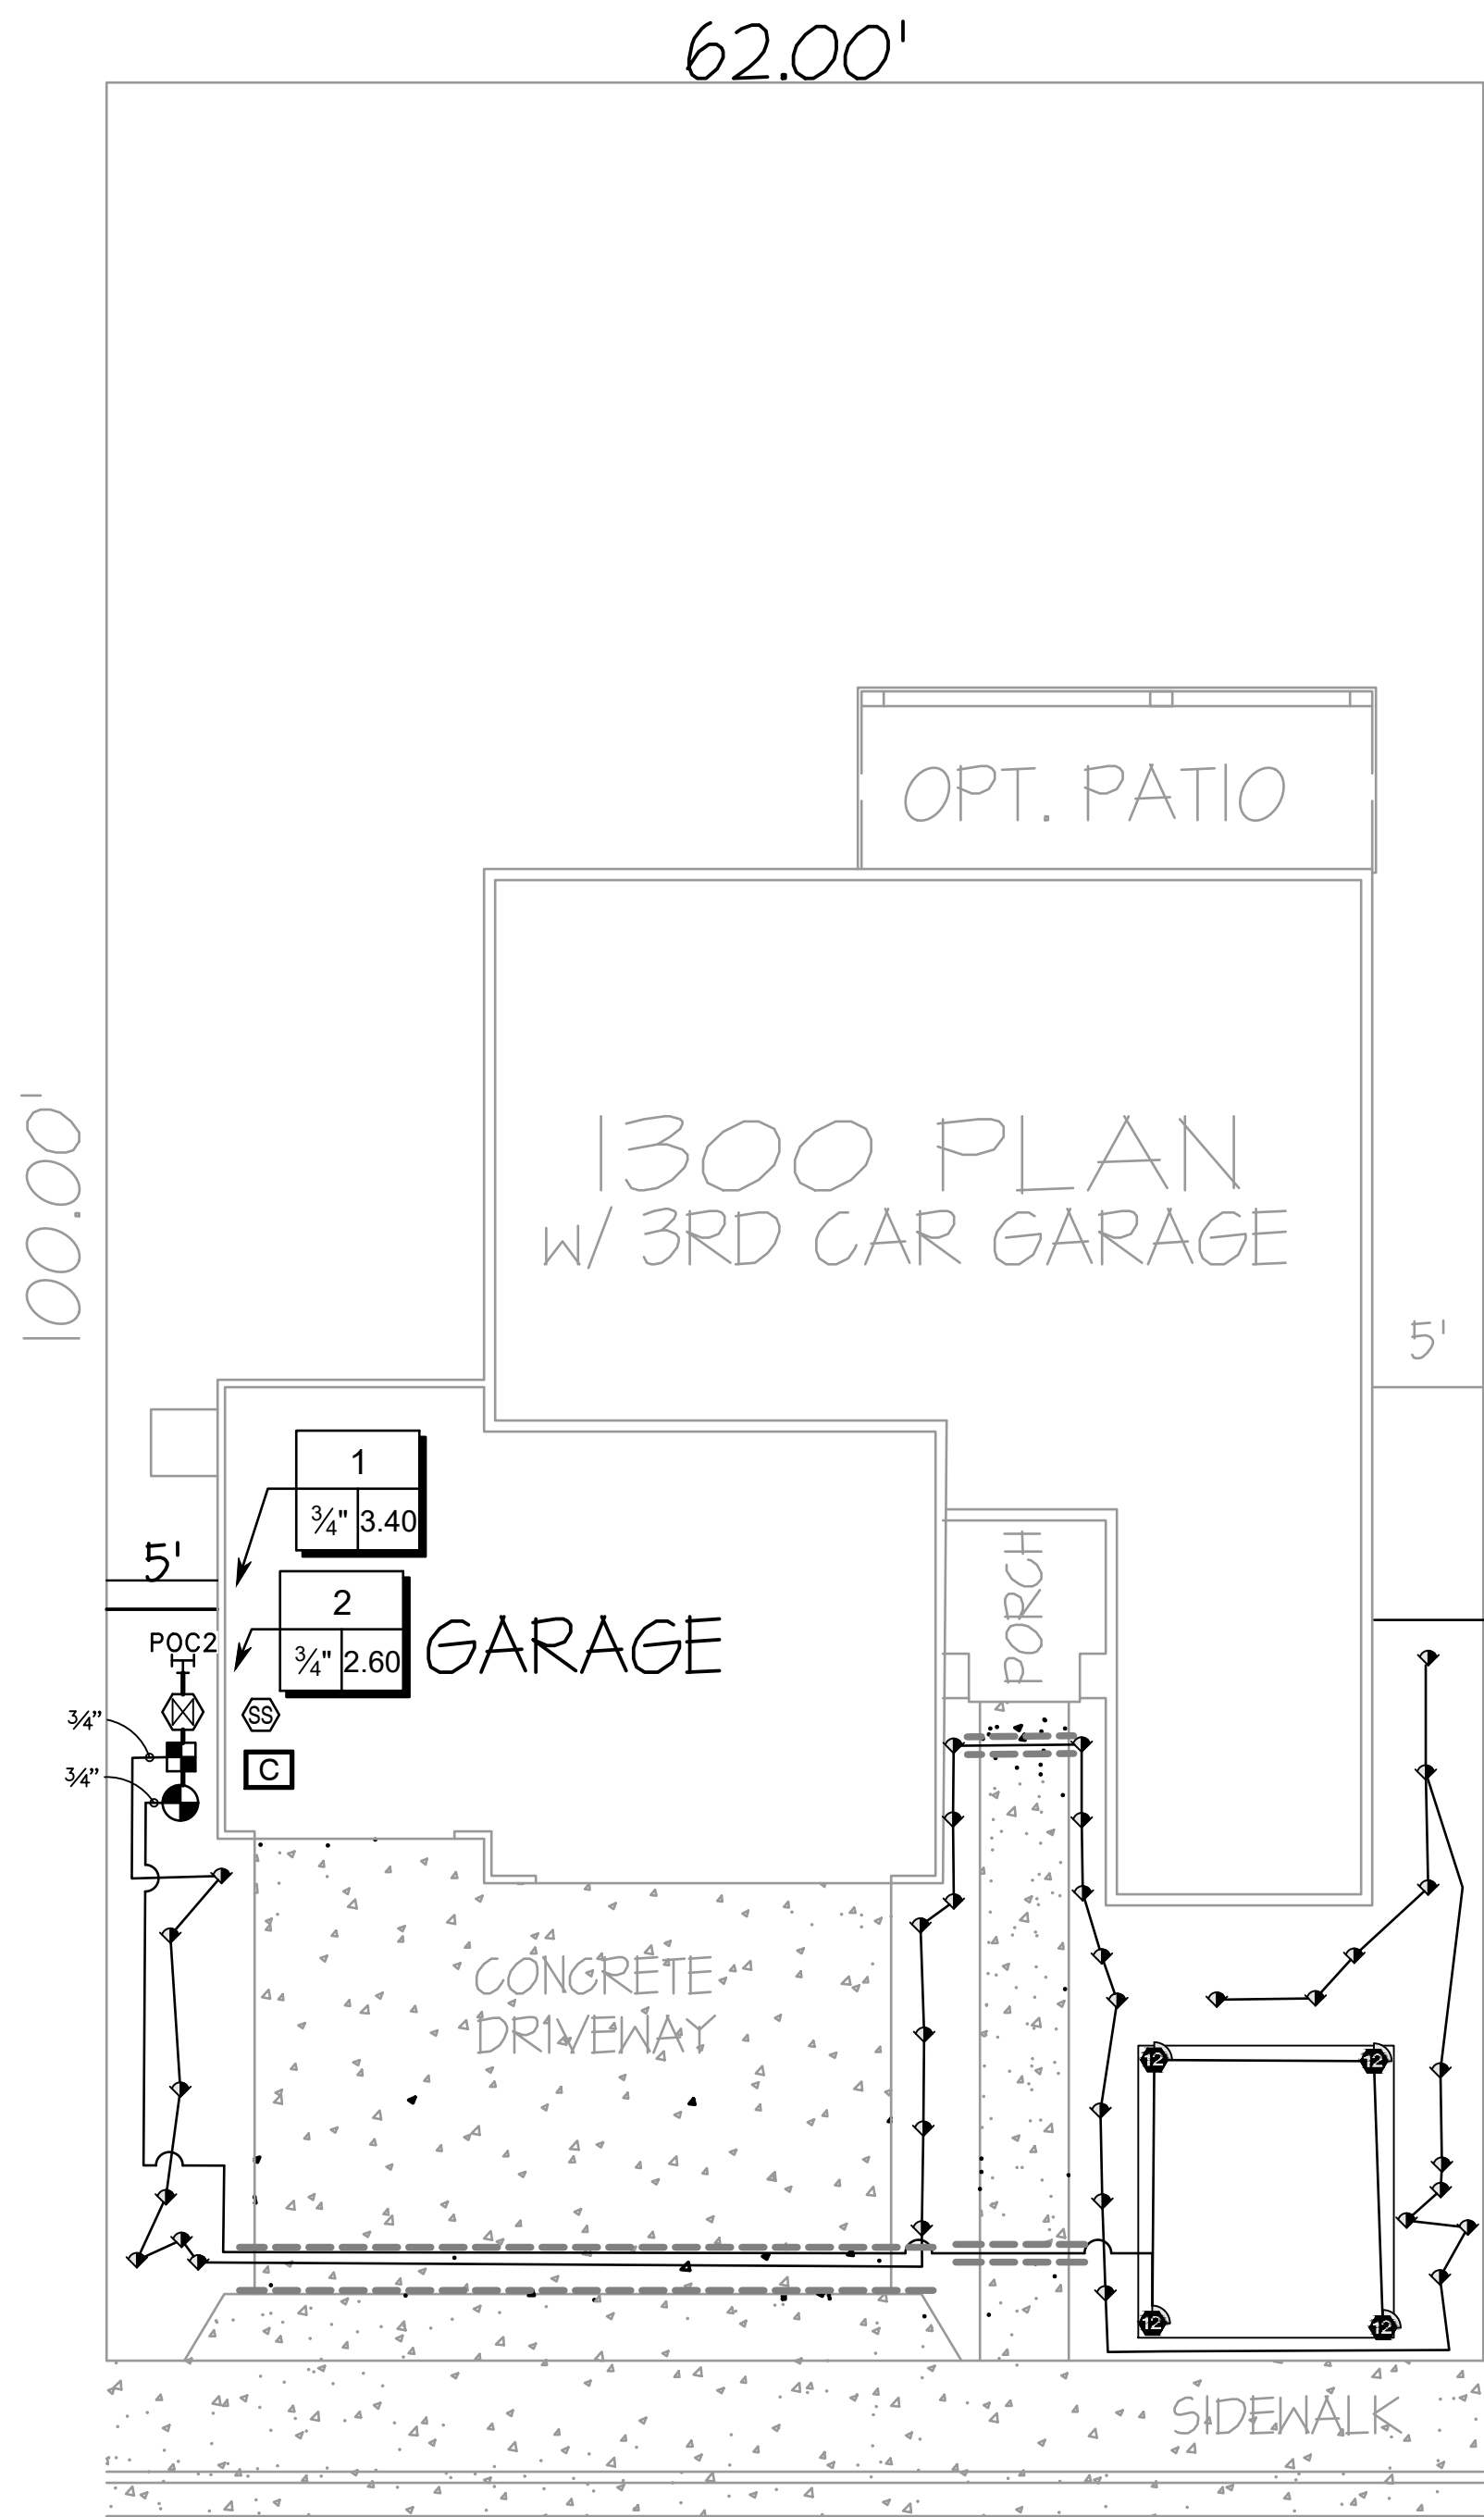 62.00'
OPT. PATIO
100.00'
1300 PLAN
W/ 3RD CAR GARAGE
5'
1
3/4" 3.40
5'
2
3/4" 2.60
GARAGE
PORCH
POC2
3/4"
SS
3/4"
C
CONCRETE
DRIVEWAY
12
12
12
12
SIDEWALK